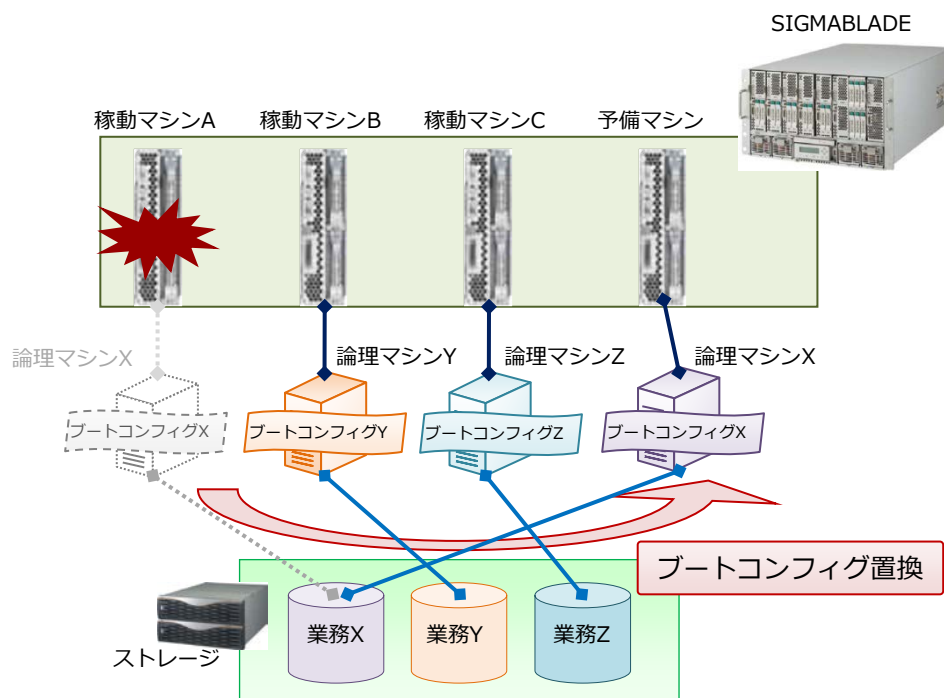 SIGMABLADE
稼動マシンA
稼動マシンB
稼動マシンC
予備マシン
論理マシンX
論理マシンY
論理マシンZ
論理マシンX
ブートコンフィグX
ブートコンフィグY
ブートコンフィグZ
ブートコンフィグX
ブートコンフィグ置換
業務X
業務Y
業務Z
ストレージ